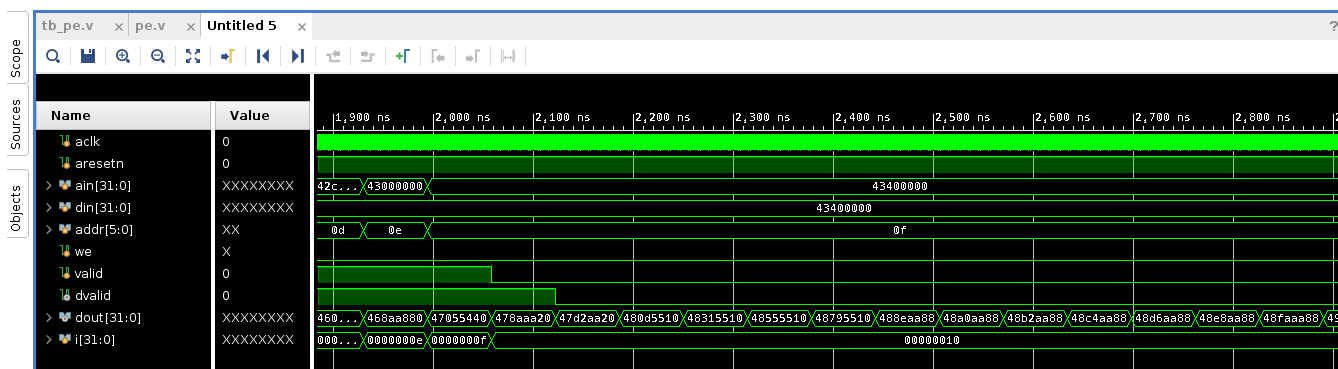 tb_pe.v × pe.v × Untitled 5 × ?
Scope
Sources
Objects
Name Value
1,900 ns 2,000 ns 2,100 ns 2,200 ns 2,300 ns 2,400 ns 2,500 ns 2,600 ns 2,700 ns 2,800 ns
aclk 0
aresetn 0
ain[31:0] XXXXXXXX 42c... 43000000 43400000
din[31:0] XXXXXXXX 43400000
addr[5:0] XX 0d 0e 0f
we X
valid 0
dvalid 0
dout[31:0] XXXXXXXX 460... 468aa880 47055440 478aaa20 47d2aa20 480d5510 48315510 48555510 48795510 488eaa88 48a0aa88 48b2aa88 48c4aa88 48d6aa88 48e8aa88 48faaa88 49
i[31:0] XXXXXXXX 000... 0000000e 0000000f 00000010